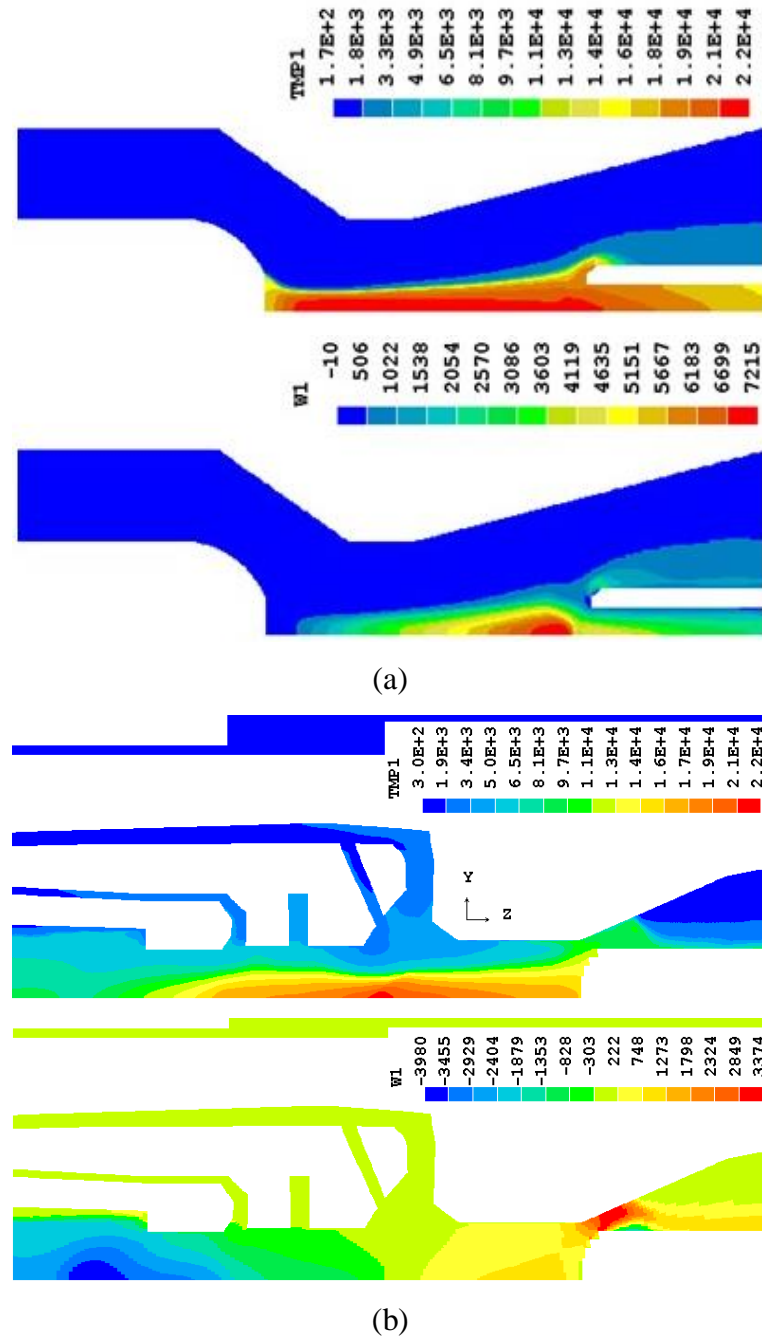 TMP1
1.7E+2
1.8E+3
3.3E+3
4.9E+3
6.5E+3
8.1E+3
9.7E+3
1.1E+4
1.3E+4
1.4E+4
1.6E+4
1.8E+4
1.9E+4
2.1E+4
2.2E+4
W1
-10
506
1022
1538
2054
2570
3086
3603
4119
4635
5151
5667
6183
6699
7215
(a)
TMP1
3.0E+2
1.9E+3
3.4E+3
5.0E+3
6.5E+3
8.1E+3
9.7E+3
1.1E+4
1.3E+4
1.4E+4
1.6E+4
1.7E+4
1.9E+4
2.1E+4
2.2E+4
Y
Z
W1
-3980
-3455
-2929
-2404
-1879
-1353
-828
-303
222
748
1273
1798
2324
2849
3374
(b)